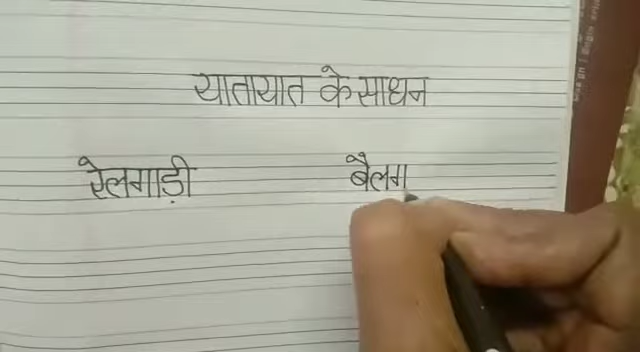 यातायात के साधन
रेलगाड़ी बैलग